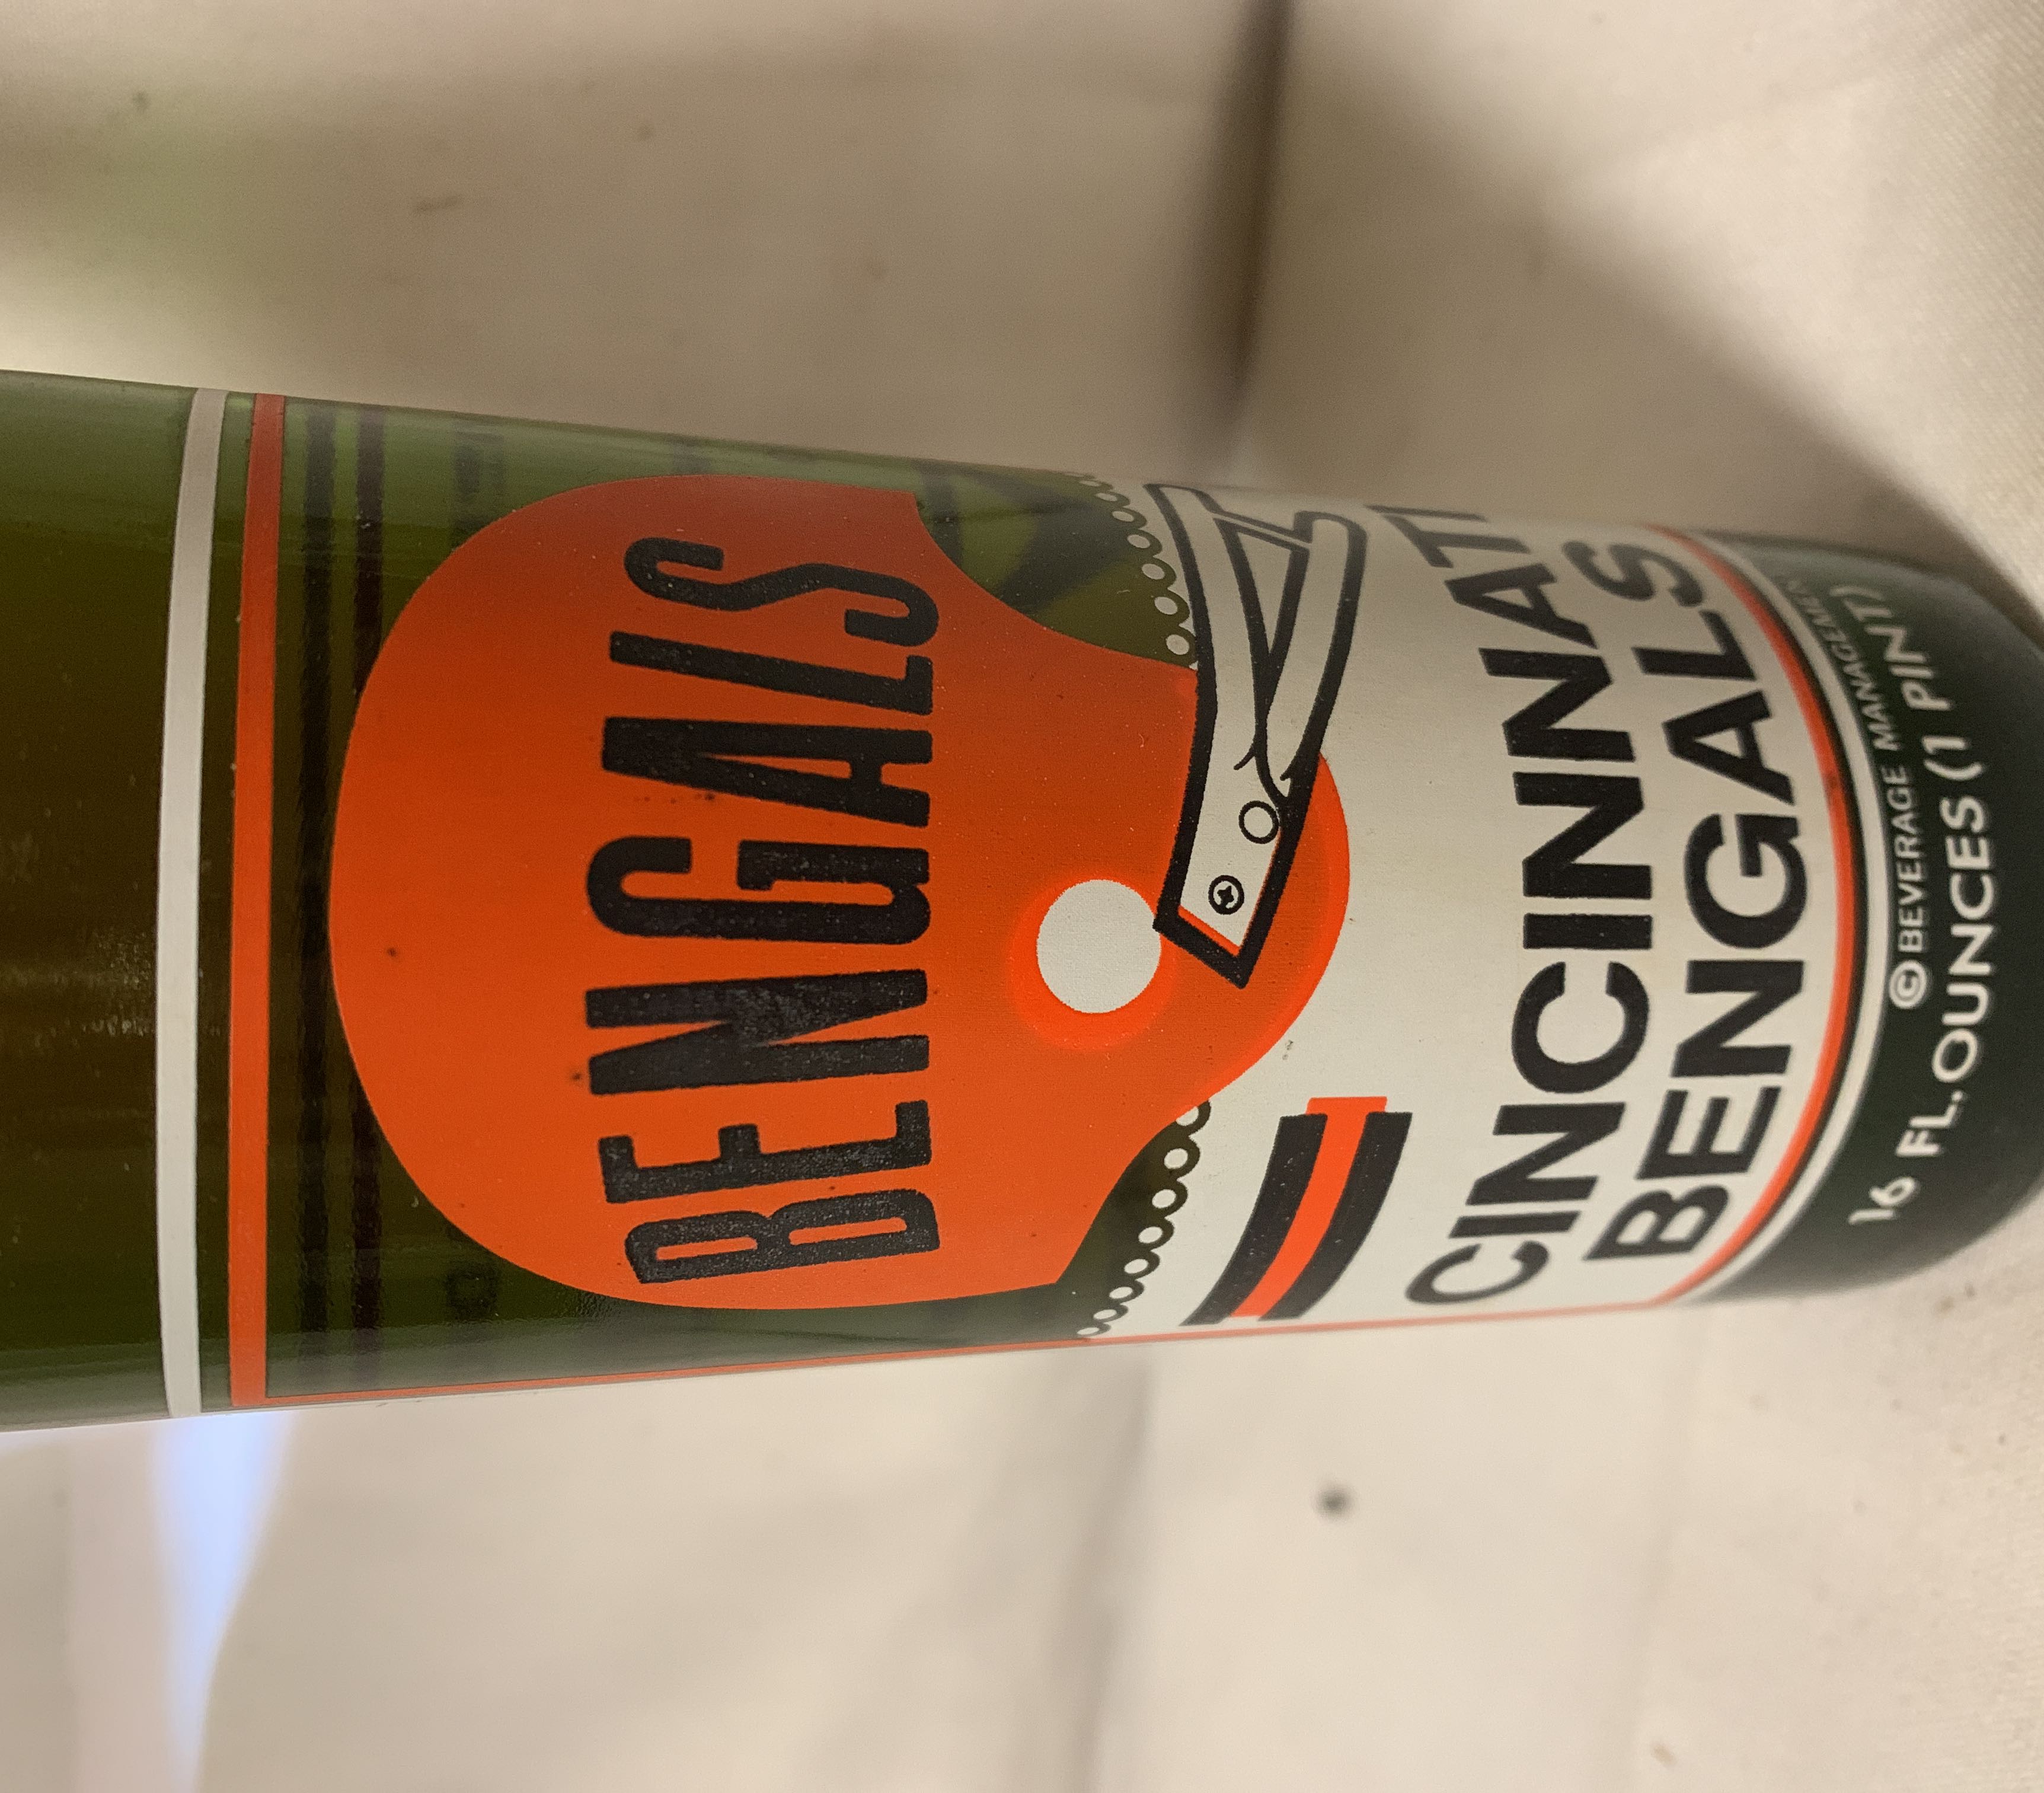 BENGALS
CINCINNATI
BENGALS
© BEVERAGE MANAGEMENT
16 FL. OUNCES (1 PINT)